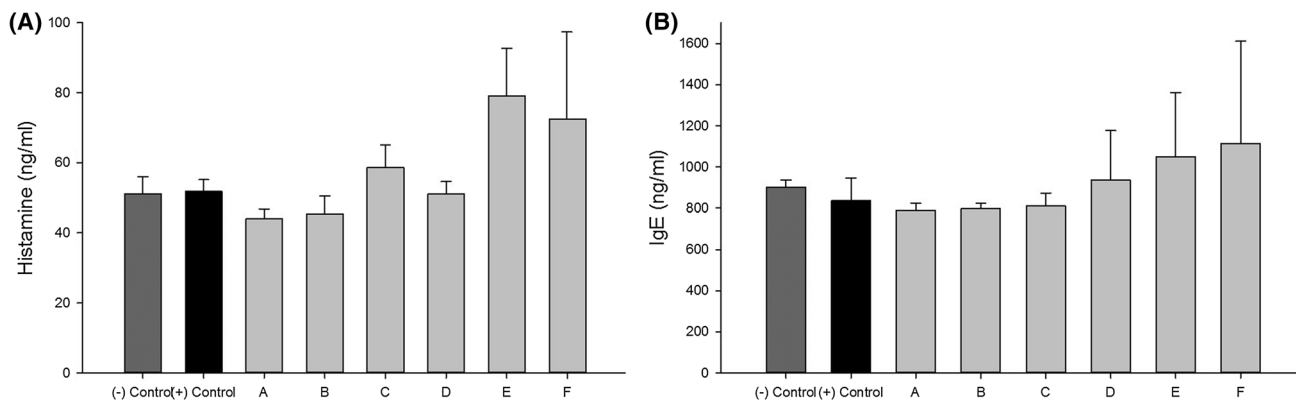 (A)
Histamine (ng/ml)
100
80
60
40
20
0
(-) Control (+) Control A B C D E F
(B)
IgE (ng/ml)
1600
1400
1200
1000
800
600
400
200
0
(-) Control (+) Control A B C D E F